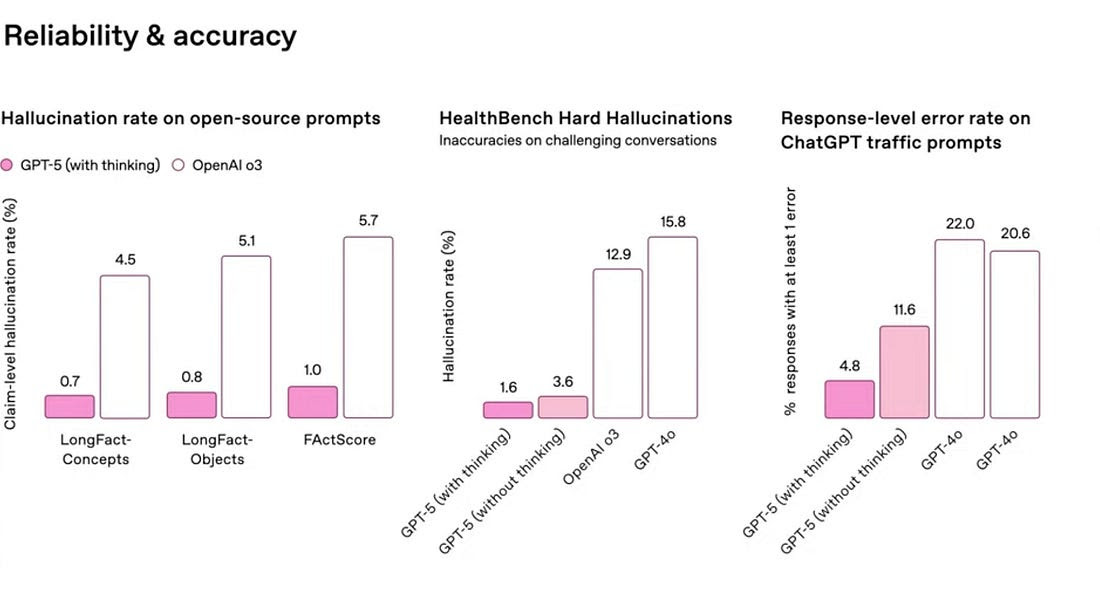 Reliability & accuracy
Hallucination rate on open-source prompts
GPT-5 (with thinking) OpenAI o3
Claim-level hallucination rate (%)
0.7
4.5
0.8
5.1
1.0
5.7
LongFact-
Concepts
LongFact-
Objects
FActScore
HealthBench Hard Hallucinations
Inaccuracies on challenging conversations
Hallucination rate (%)
1.6
3.6
12.9
15.8
GPT-5 (with thinking)
GPT-5 (without thinking)
OpenAI o3
GPT-4o
Response-level error rate on
ChatGPT traffic prompts
% responses with at least 1 error
4.8
11.6
22.0
20.6
GPT-5 (with thinking)
GPT-5 (without thinking)
GPT-4o
GPT-4o